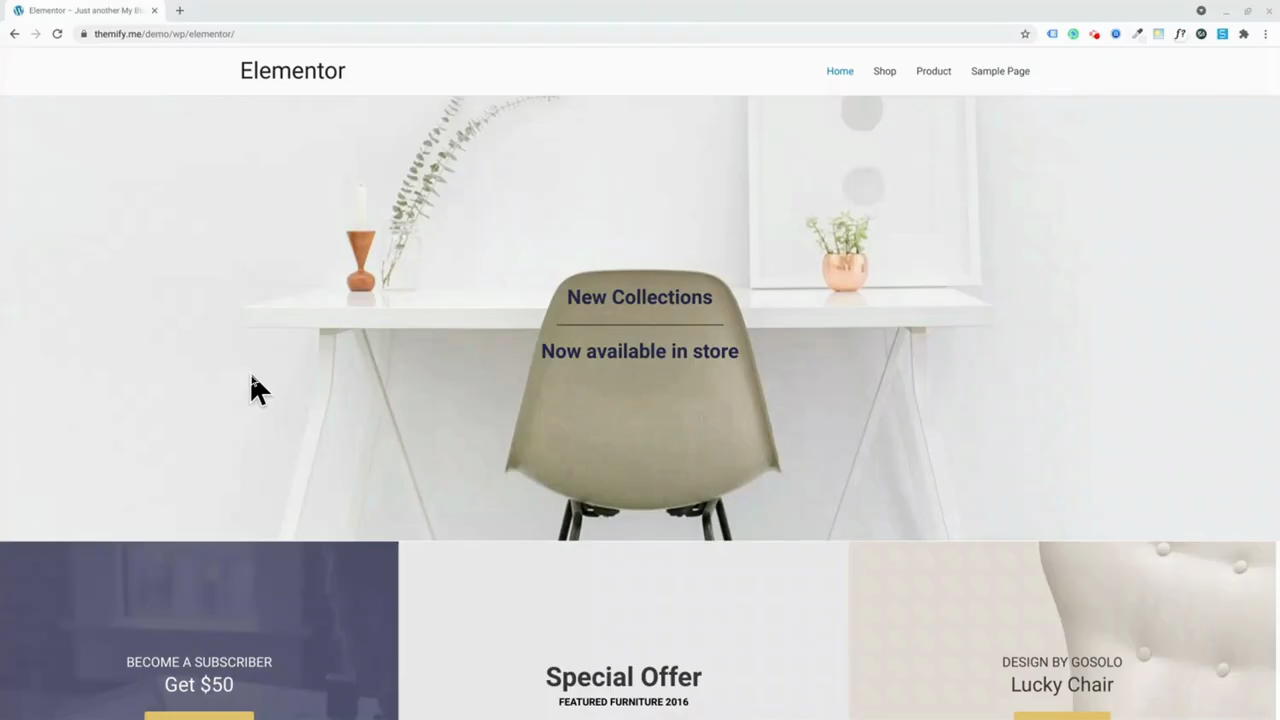 Elementor – Just another My Bl
themify.me/demo/wp/elementor/
f?
Elementor
Home Shop Product Sample Page
New Collections
Now available in store
BECOME A SUBSCRIBER
Get $50
Special Offer
FEATURED FURNITURE 2016
DESIGN BY GOSOLO
Lucky Chair